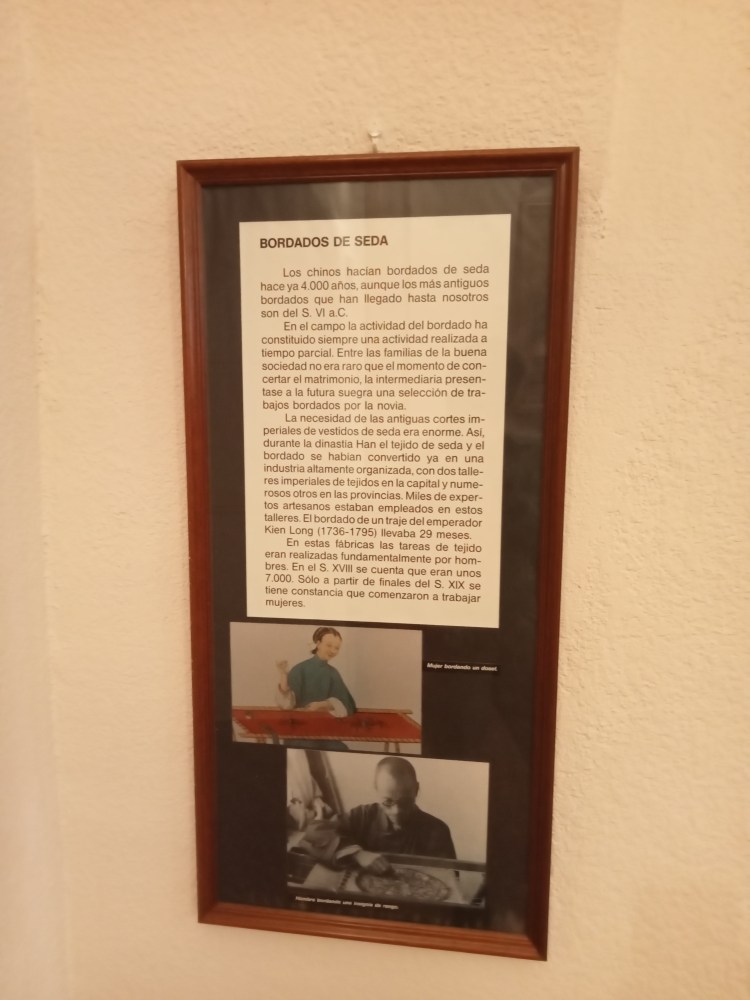 BORDADOS DE SEDA
Los chinos hacían bordados de seda
hace ya 4.000 años, aunque los más antiguos
bordados que han llegado hasta nosotros
son del S. VI a.C.
En el campo la actividad del bordado ha
constituido siempre una actividad realizada a
tiempo parcial. Entre las familias de la buena
sociedad no era raro que el momento de con-
certar el matrimonio, la intermediaria presen-
tase a la futura suegra una selección de tra-
bajos bordados por la novia.
La necesidad de las antiguas cortes im-
periales de vestidos de seda era enorme. Así,
durante la dinastía Han el tejido de seda y el
bordado se habían convertido ya en una
industria altamente organizada, con dos talle-
res imperiales de tejidos en la capital y nume-
rosos otros en las provincias. Miles de exper-
tos artesanos estaban empleados en estos
talleres. El bordado de un traje del emperador
Kien Long (1736-1795) llevaba 29 meses.
En estas fábricas las tareas de tejido
eran realizadas fundamentalmente por hom-
bres. En el S. XVIII se cuenta que eran unos
7.000. Sólo a partir de finales del S. XIX se
tiene constancia que comenzaron a trabajar
mujeres.
Mujer bordando un dosel.
Hombre bordando una insignia de rango.